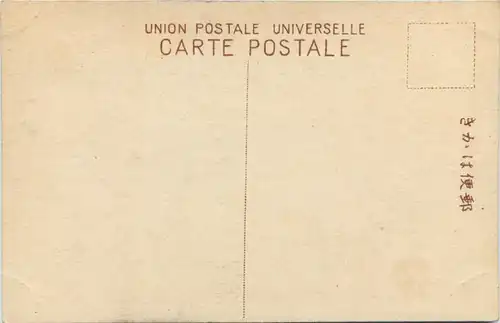 UNION POSTALE UNIVERSELLE
CARTE POSTALE
きかは便郵